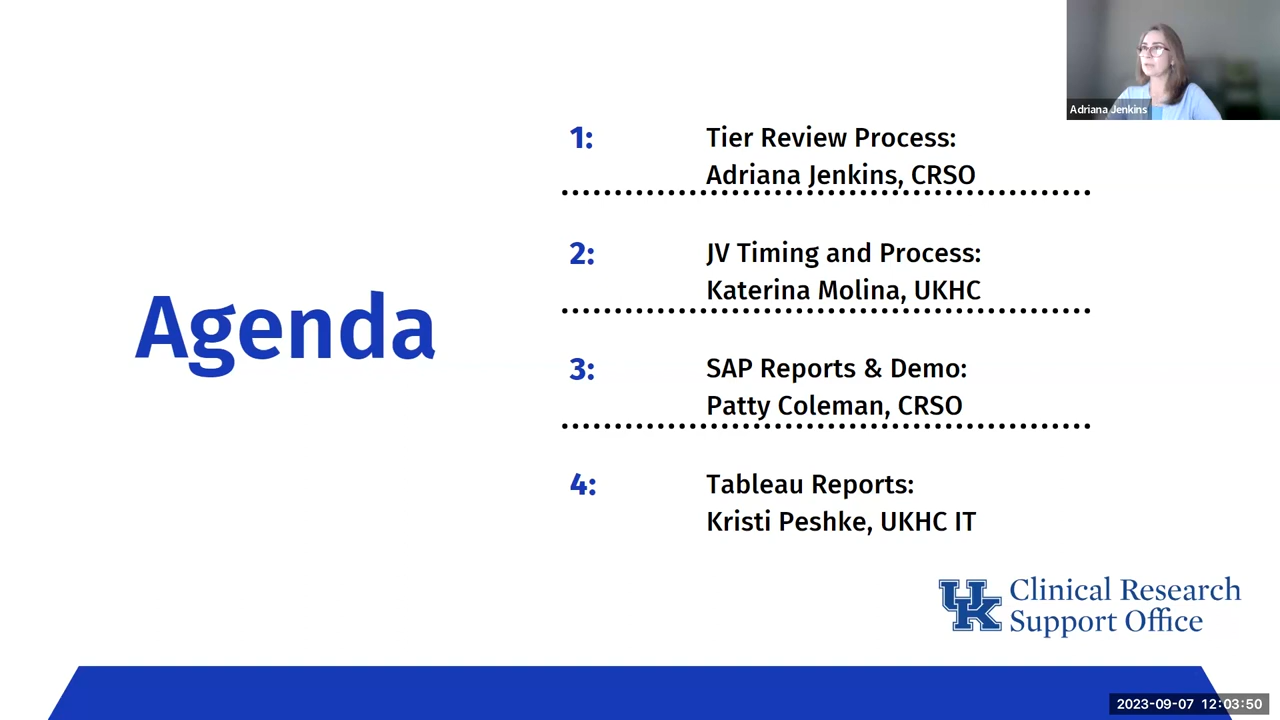 Adriana Jenkins
Agenda
1:
Tier Review Process:
Adriana Jenkins, CRSO
2:
JV Timing and Process:
Katerina Molina, UKHC
3:
SAP Reports & Demo:
Patty Coleman, CRSO
4:
Tableau Reports:
Kristi Peshke, UKHC IT
UK
Clinical Research
Support Office
2023-09-07 12:03:50